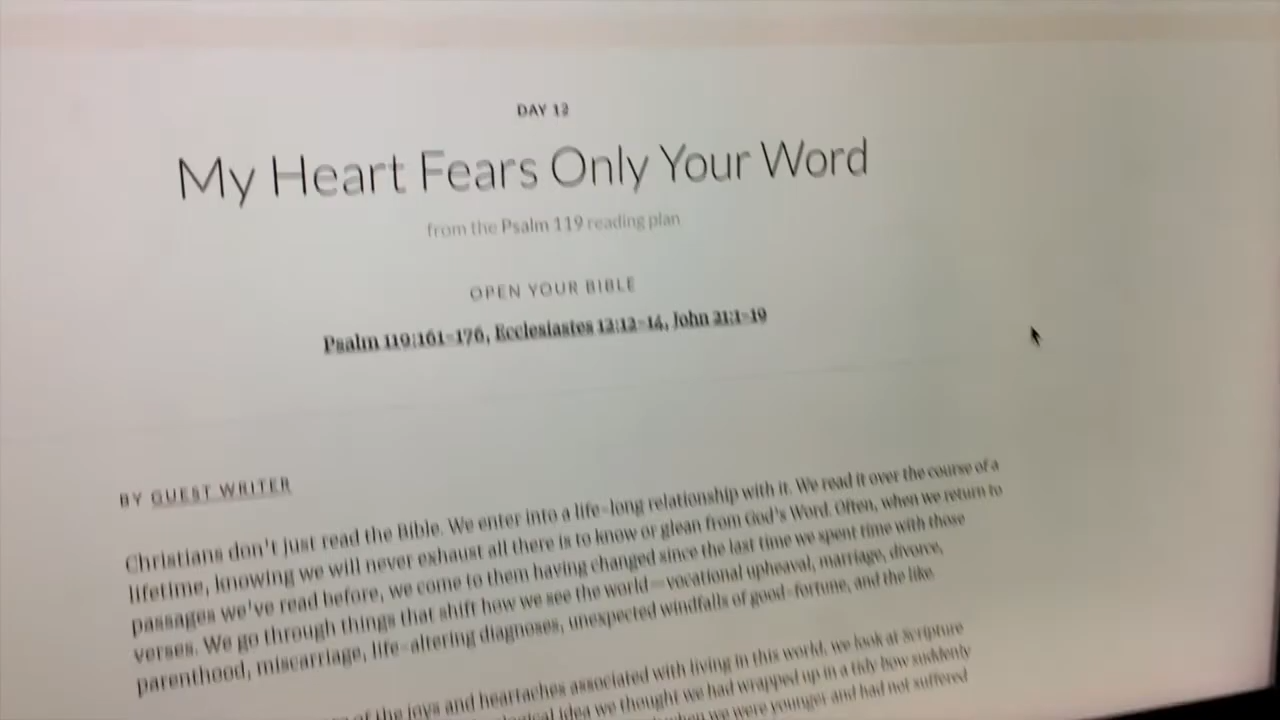 DAY 12
My Heart Fears Only Your Word
from the Psalm 119 reading plan
OPEN YOUR BIBLE
Psalm 119:161-176, Ecclesiastes 12:12-14, John 21:1-19
BY GUEST WRITER
Christians don't just read the Bible. We enter into a life-long relationship with it. We read it over the course of a
lifetime, knowing we will never exhaust all there is to know or glean from God's Word. Often, when we return to
passages we've read before, we come to them having changed since the last time we spent time with those
verses. We go through things that shift how we see the world—vocational upheaval, marriage, divorce,
parenthood, miscarriage, life-altering diagnoses, unexpected windfalls of good-fortune, and the like.
of the joys and heartaches associated with living in this world, we look at Scripture
idea we thought we had wrapped up in a tidy bow suddenly
when we were younger and had not suffered